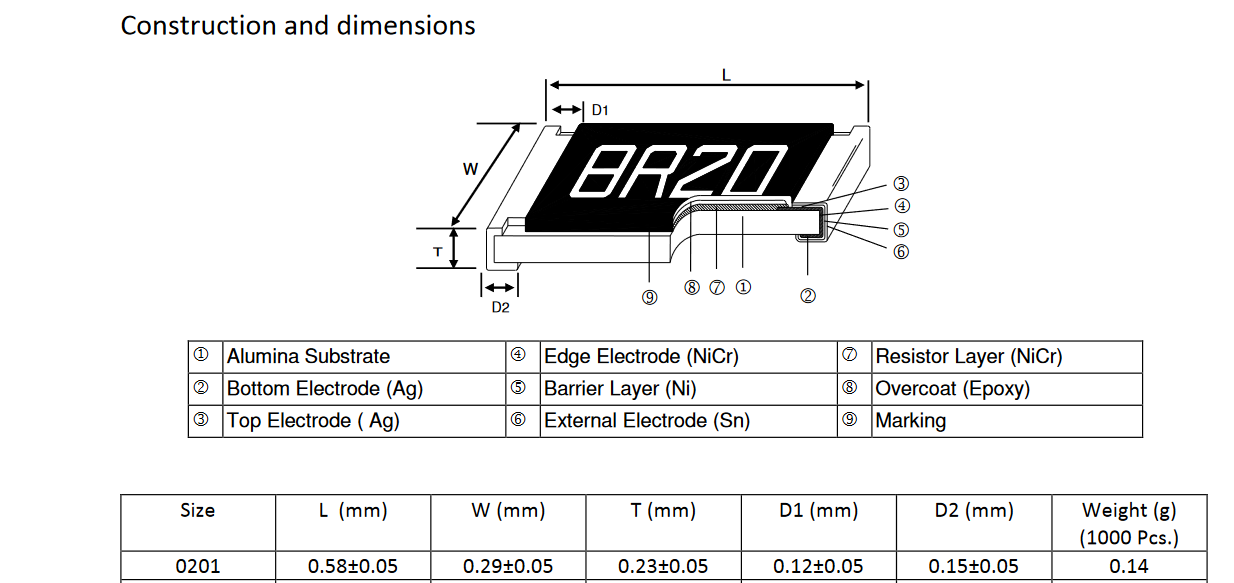 Construction and dimensions
L
D1
8R20
W
③
④
T
⑤
⑥
⑧ ⑦ ①
⑨
②
D2
① Alumina Substrate ④ Edge Electrode (NiCr) ⑦ Resistor Layer (NiCr)
② Bottom Electrode (Ag) ⑤ Barrier Layer (Ni) ⑧ Overcoat (Epoxy)
③ Top Electrode ( Ag) ⑥ External Electrode (Sn) ⑨ Marking
Size L (mm) W (mm) T (mm) D1 (mm) D2 (mm) Weight (g)
(1000 Pcs.)
0201 0.58±0.05 0.29±0.05 0.23±0.05 0.12±0.05 0.15±0.05 0.14